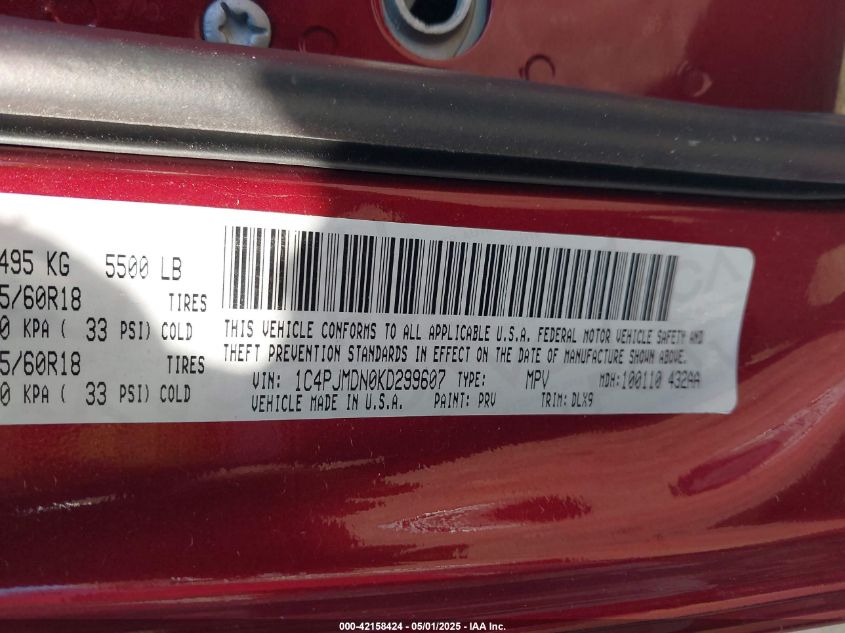 495 KG 5500 LB
5/60R18 TIRES
0 KPA ( 33 PSI) COLD
5/60R18 TIRES
0 KPA ( 33 PSI) COLD
THIS VEHICLE CONFORMS TO ALL APPLICABLE U.S.A. FEDERAL MOTOR VEHICLE SAFETY AND
THEFT PREVENTION STANDARDS IN EFFECT ON THE DATE OF MANUFACTURE SHOWN ABOVE.
VIN: 1C4PJMDN0KD299607 TYPE: MPV MDH:100110 432AA
VEHICLE MADE IN U.S.A. PAINT: PRV TRIM: DLX9
000-42158424 - 05/01/2025 - IAA Inc.